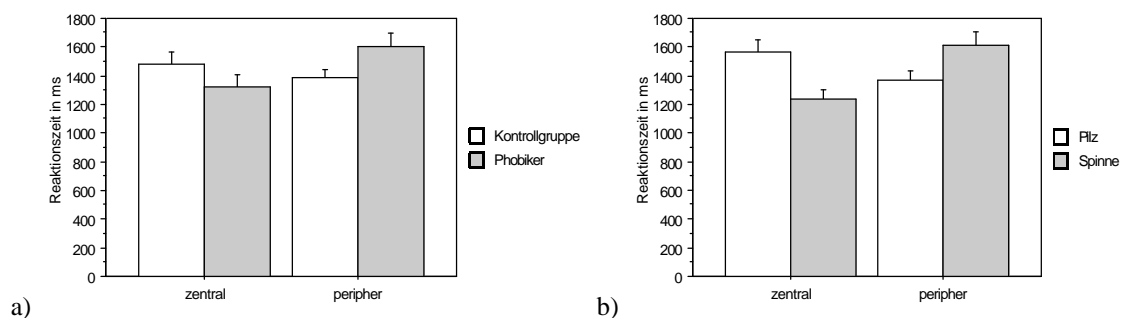 Reaktionszeit in ms
1800
1600
1400
1200
1000
800
600
400
200
0
zentral
peripher
Kontrollgruppe
Phobiker
a)
Reaktionszeit in ms
1800
1600
1400
1200
1000
800
600
400
200
0
zentral
peripher
Pilz
Spinne
b)